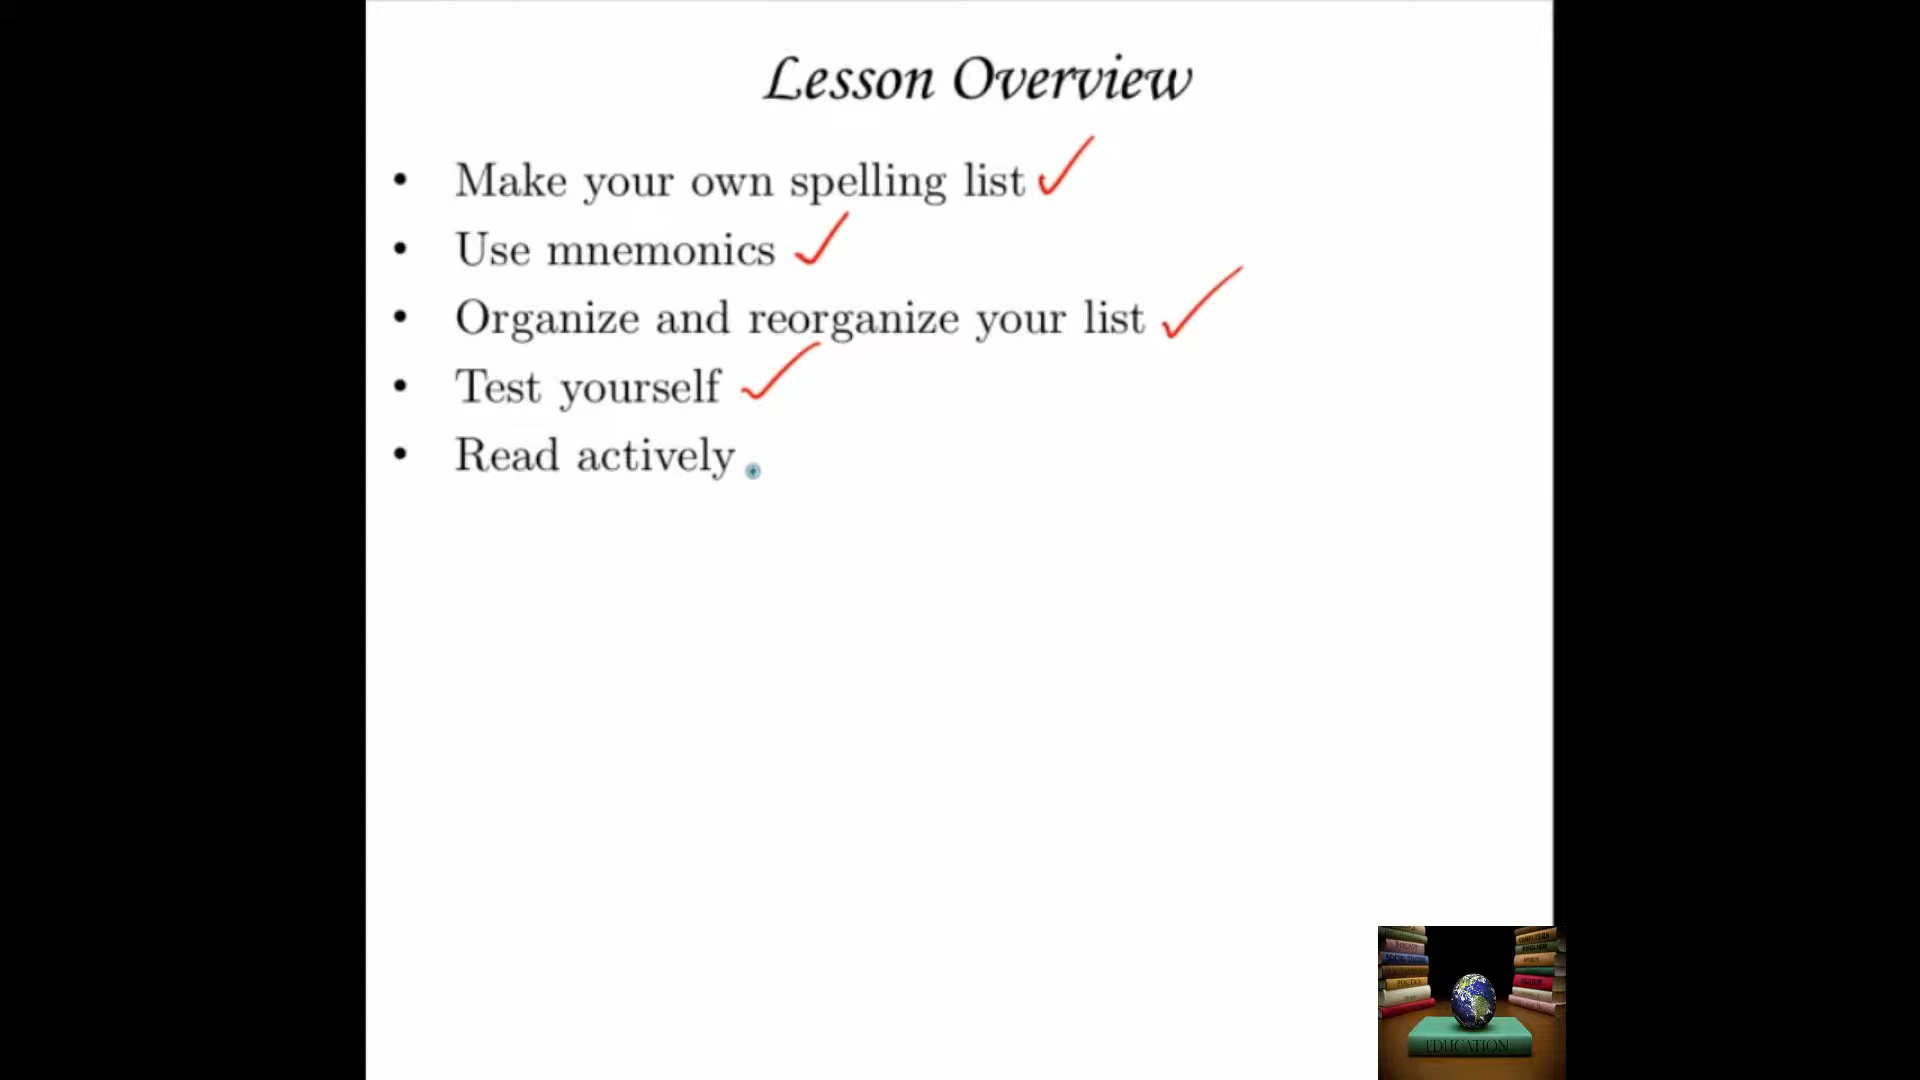 Lesson Overview
• Make your own spelling list
• Use mnemonics
• Organize and reorganize your list
• Test yourself
• Read actively
EDUCATION